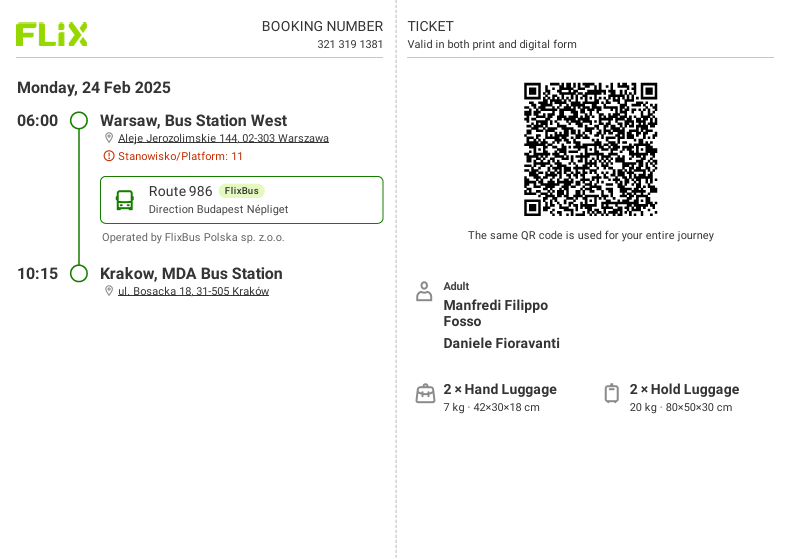 FLiX
BOOKING NUMBER
321 319 1381
Monday, 24 Feb 2025
06:00 Warsaw, Bus Station West
Aleje Jerozolimskie 144, 02-303 Warszawa
Stanowisko/Platform: 11
Route 986 FlixBus
Direction Budapest Népliget
Operated by FlixBus Polska sp. z.o.o.
10:15 Krakow, MDA Bus Station
ul. Bosacka 18, 31-505 Kraków
TICKET
Valid in both print and digital form
The same QR code is used for your entire journey
Adult
Manfredi Filippo
Fosso
Daniele Fioravanti
2 × Hand Luggage
7 kg · 42×30×18 cm
2 × Hold Luggage
20 kg · 80×50×30 cm